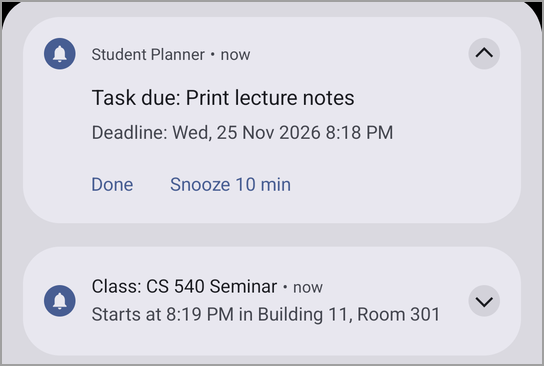 Student Planner • now
Task due: Print lecture notes
Deadline: Wed, 25 Nov 2026 8:18 PM
Done Snooze 10 min
Class: CS 540 Seminar • now
Starts at 8:19 PM in Building 11, Room 301